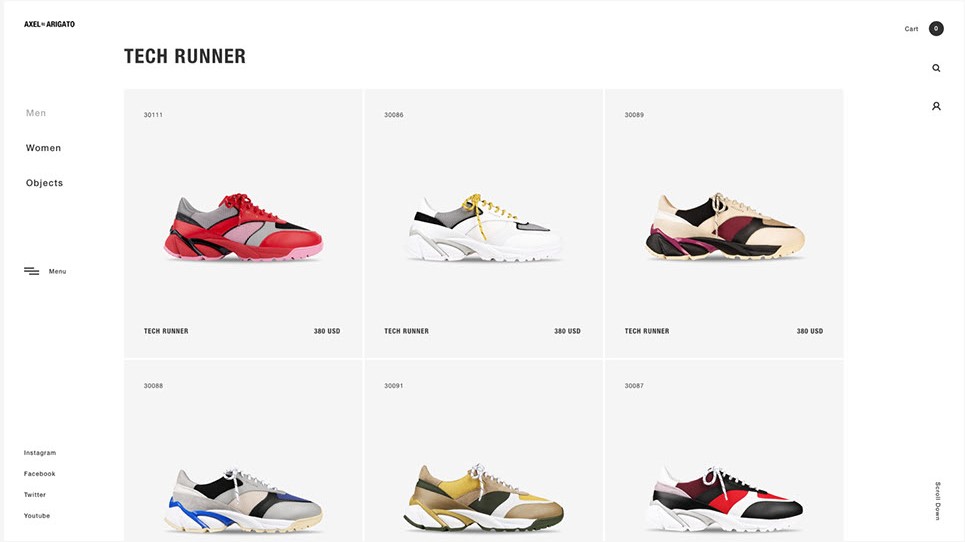 AXEL ARIGATO
Cart 0
TECH RUNNER
Men
Women
Objects
Menu
30111
30086
30089
TECH RUNNER 380 USD
TECH RUNNER 380 USD
TECH RUNNER 380 USD
30088
30091
30087
Instagram
Facebook
Twitter
Youtube
Scroll Down